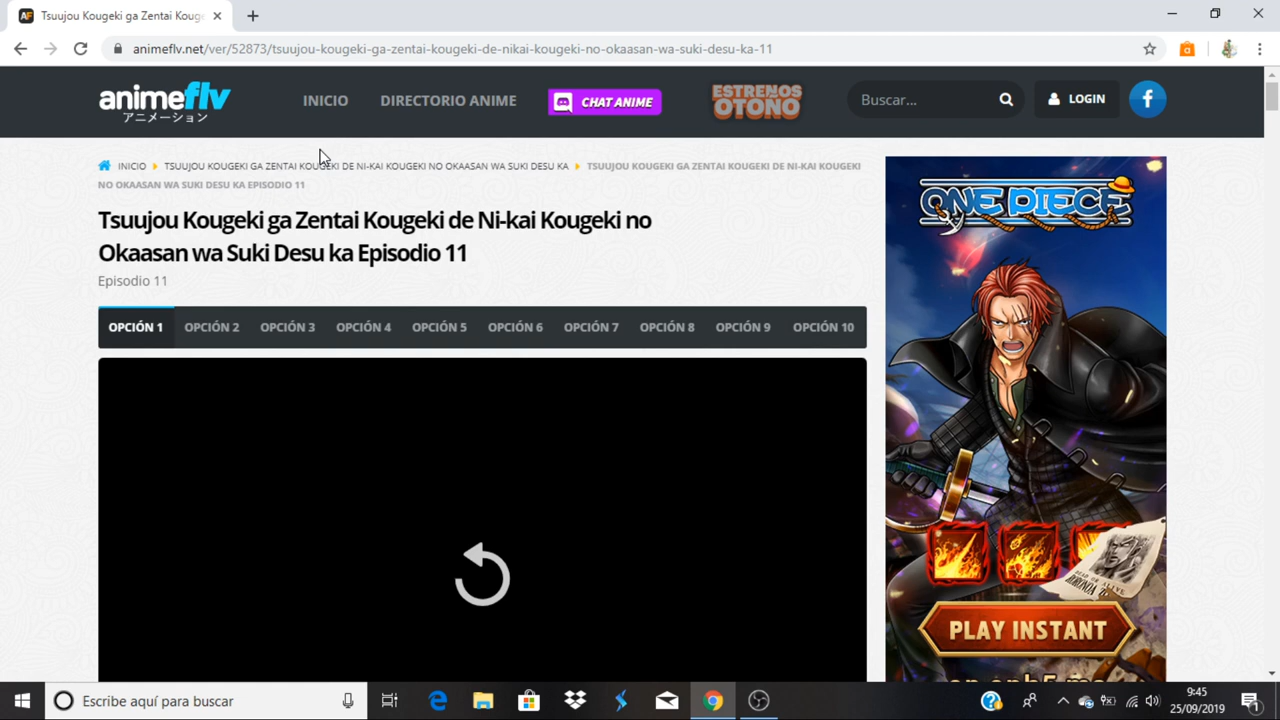 Tsuujou Kougeki ga Zentai Kouge
animeflv.net/ver/52873/tsuujou-kougeki-ga-zentai-kougeki-de-nikai-kougeki-no-okaasan-wa-suki-desu-ka-11
animeflv
アニメーション
INICIO
DIRECTORIO ANIME
CHAT ANIME
ESTRENOS
OTOÑO
Buscar...
LOGIN
INICIO
TSUUJOU KOUGEKI GA ZENTAI KOUGEKI DE NI-KAI KOUGEKI NO OKAASAN WA SUKI DESU KA
TSUUJOU KOUGEKI GA ZENTAI KOUGEKI DE NI-KAI KOUGEKI
NO OKAASAN WA SUKI DESU KA EPISODIO 11
Tsuujou Kougeki ga Zentai Kougeki de Ni-kai Kougeki no
Okaasan wa Suki Desu ka Episodio 11
Episodio 11
OPCIÓN 1
OPCIÓN 2
OPCIÓN 3
OPCIÓN 4
OPCIÓN 5
OPCIÓN 6
OPCIÓN 7
OPCIÓN 8
OPCIÓN 9
OPCIÓN 10
ONE PIECE
DEAD OR ALIVE
PLAY INSTANT
Escribe aquí para buscar
9:45
25/09/2019
1